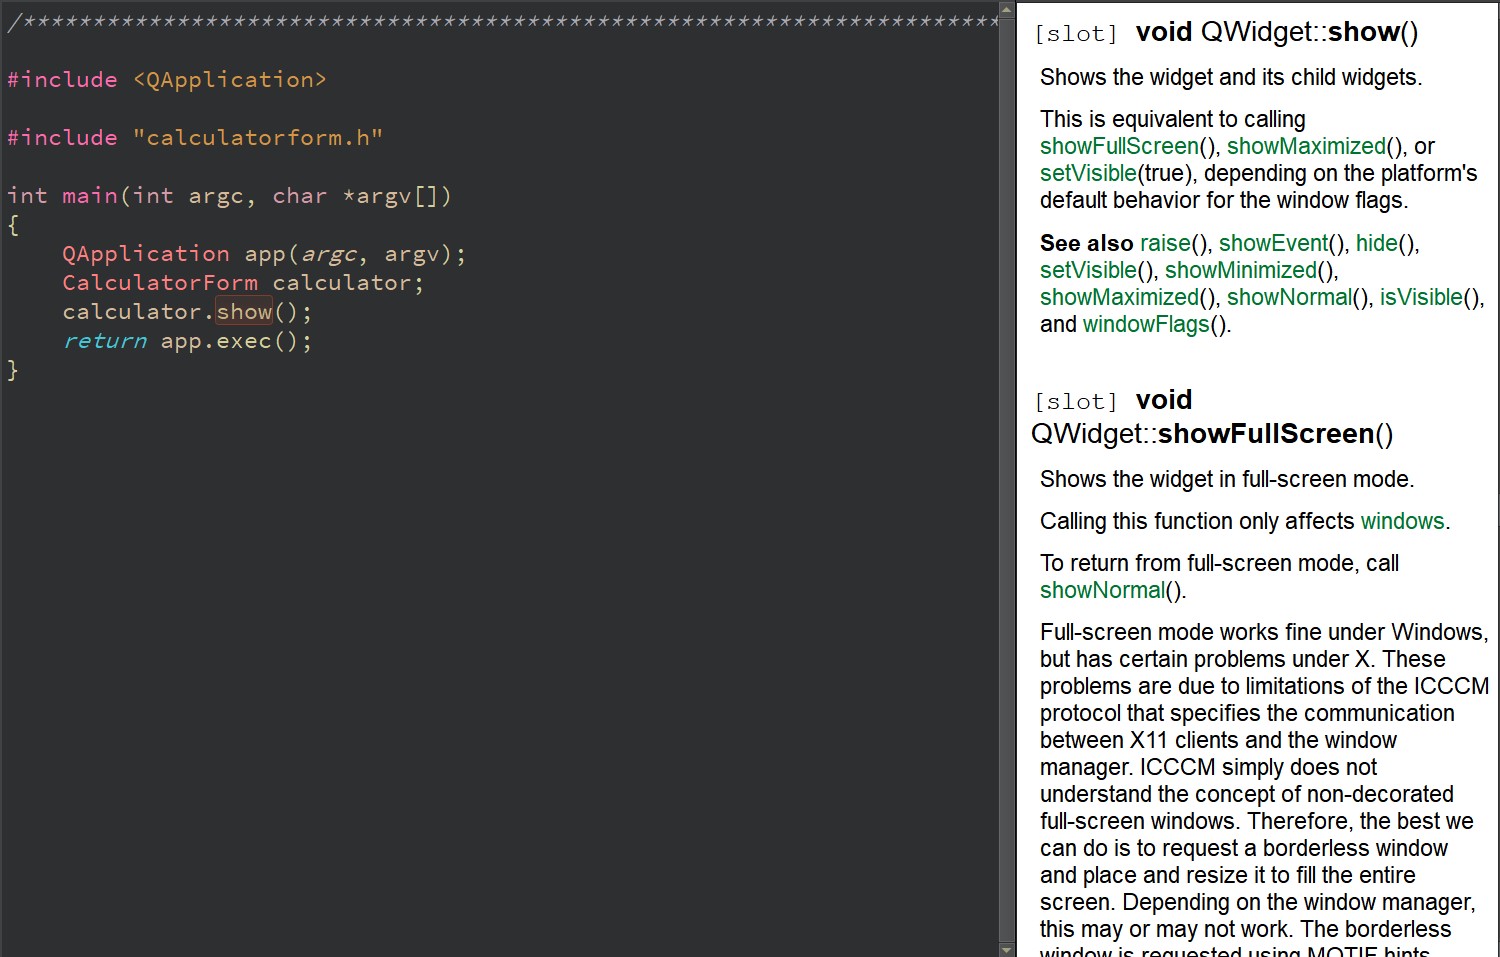 /***********************************************************************
#include <QApplication>
#include "calculatorform.h"
int main(int argc, char *argv[])
{
    QApplication app(argc, argv);
    CalculatorForm calculator;
    calculator.show();
    return app.exec();
}
[slot] void QWidget::show()
Shows the widget and its child widgets.
This is equivalent to calling
showFullScreen(), showMaximized(), or
setVisible(true), depending on the platform's
default behavior for the window flags.
See also raise(), showEvent(), hide(),
setVisible(), showMinimized(),
showMaximized(), showNormal(), isVisible(),
and windowFlags().
[slot] void
QWidget::showFullScreen()
Shows the widget in full-screen mode.
Calling this function only affects windows.
To return from full-screen mode, call
showNormal().
Full-screen mode works fine under Windows,
but has certain problems under X. These
problems are due to limitations of the ICCCM
protocol that specifies the communication
between X11 clients and the window
manager. ICCCM simply does not
understand the concept of non-decorated
full-screen windows. Therefore, the best we
can do is to request a borderless window
and place and resize it to fill the entire
screen. Depending on the window manager,
this may or may not work. The borderless
window is requested using MOTIF hints,